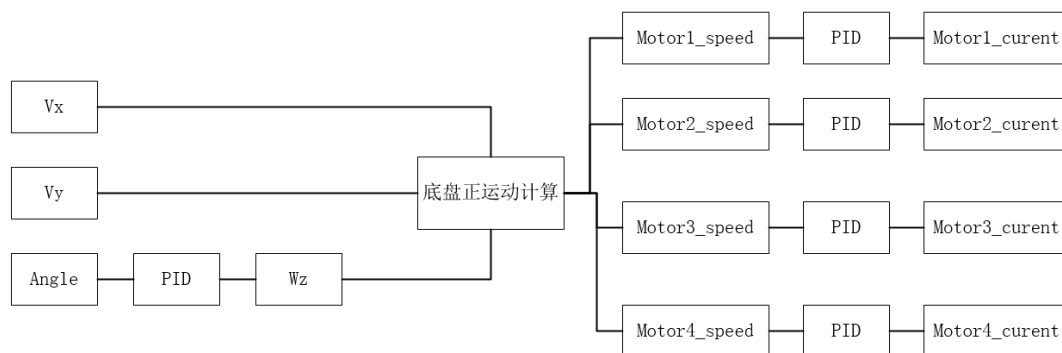 Vx
Vy
Angle
PID
Wz
底盘正运动计算
Motor1_speed
PID
Motor1_curent
Motor2_speed
PID
Motor2_curent
Motor3_speed
PID
Motor3_curent
Motor4_speed
PID
Motor4_curent